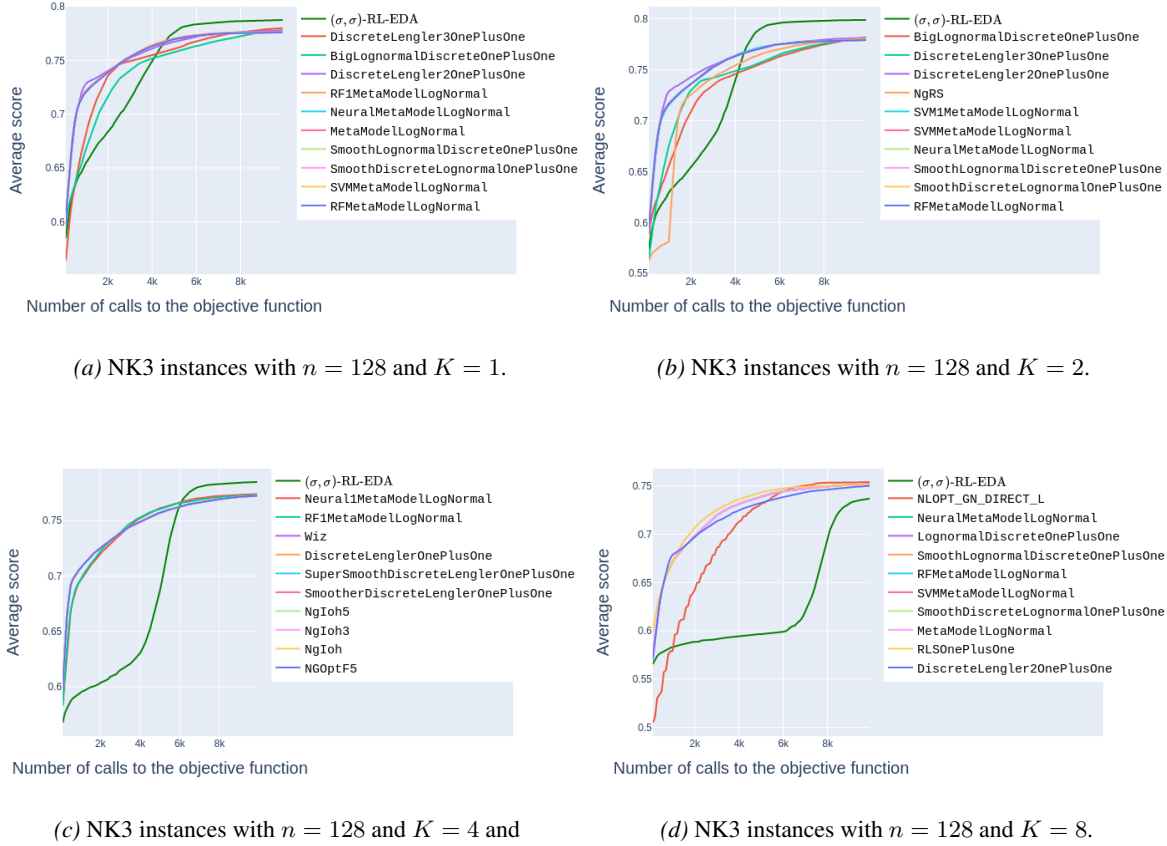 0.8
0.75
0.7
0.65
0.6
2k 4k 6k 8k
Average score
Number of calls to the objective function
(σ, σ)-RL-EDA
DiscreteLengler3OnePlusOne
BigLognormalDiscreteOnePlusOne
DiscreteLengler2OnePlusOne
RF1MetaModelLogNormal
NeuralMetaModelLogNormal
MetaModelLogNormal
SmoothLognormalDiscreteOnePlusOne
SmoothDiscreteLognormalOnePlusOne
SVMMetaModelLogNormal
RFMetaModelLogNormal
(a) NK3 instances with n = 128 and K = 1.
0.8
0.75
0.7
0.65
0.6
0.55
2k 4k 6k 8k
Average score
Number of calls to the objective function
(σ, σ)-RL-EDA
BigLognormalDiscreteOnePlusOne
DiscreteLengler3OnePlusOne
DiscreteLengler2OnePlusOne
NgRS
SVM1MetaModelLogNormal
SVMMetaModelLogNormal
NeuralMetaModelLogNormal
SmoothLognormalDiscreteOnePlusOne
SmoothDiscreteLognormalOnePlusOne
RFMetaModelLogNormal
(b) NK3 instances with n = 128 and K = 2.
0.75
0.7
0.65
0.6
2k 4k 6k 8k
Average score
Number of calls to the objective function
(σ, σ)-RL-EDA
Neural1MetaModelLogNormal
RF1MetaModelLogNormal
Wiz
DiscreteLenglerOnePlusOne
SuperSmoothDiscreteLenglerOnePlusOne
SmootherDiscreteLenglerOnePlusOne
NgIoh5
NgIoh3
NgIoh
NGOptF5
(c) NK3 instances with n = 128 and K = 4 and
0.75
0.7
0.65
0.6
0.55
0.5
2k 4k 6k 8k
Average score
Number of calls to the objective function
(σ, σ)-RL-EDA
NLOPT_GN_DIRECT_L
NeuralMetaModelLogNormal
LognormalDiscreteOnePlusOne
SmoothLognormalDiscreteOnePlusOne
RFMetaModelLogNormal
SVMMetaModelLogNormal
SmoothDiscreteLognormalOnePlusOne
MetaModelLogNormal
RLSOnePlusOne
DiscreteLengler2OnePlusOne
(d) NK3 instances with n = 128 and K = 8.